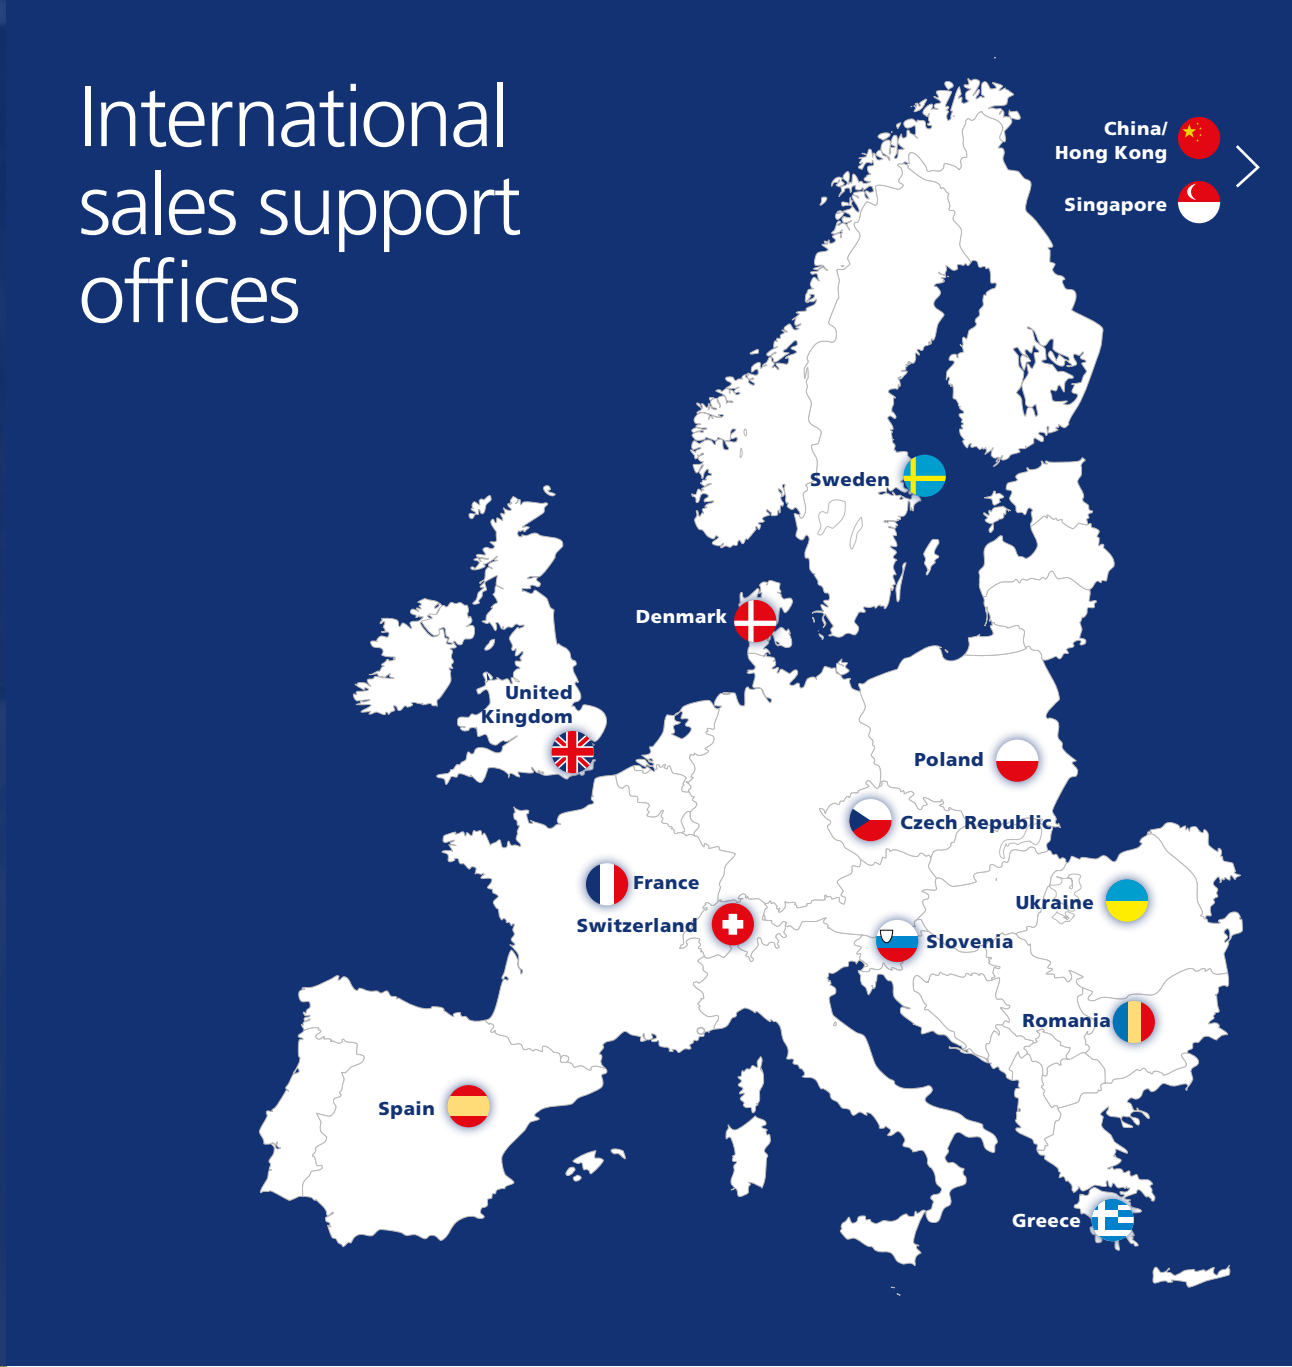 International
sales support
offices
China/
Hong Kong
Singapore
Sweden
Denmark
United
Kingdom
Poland
Czech Republic
France
Ukraine
Switzerland
Slovenia
Romania
Spain
Greece